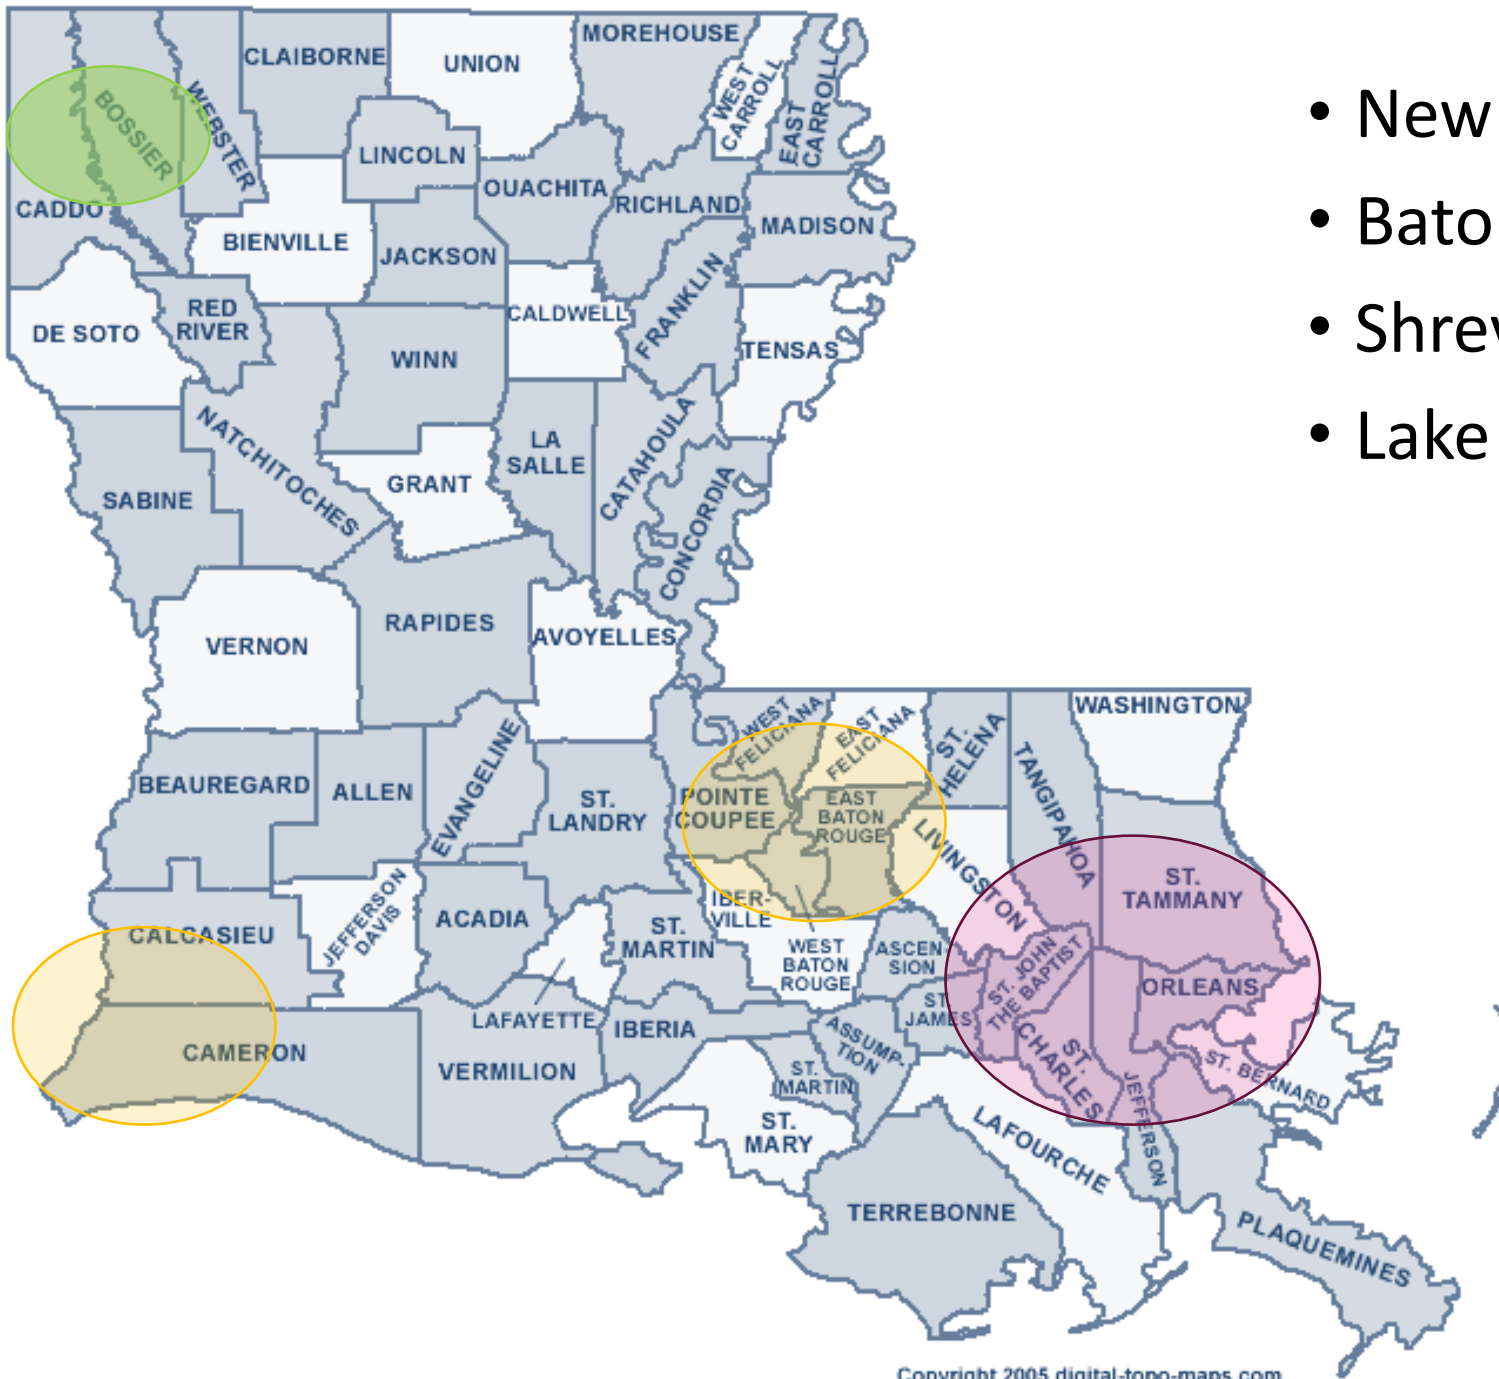 MOREHOUSE
CLAIBORNE
UNION
WEST
CARROLL
EAST
CARROLL
BOSSIER
WEBSTER
LINCOLN
OUACHITA
RICHLAND
CADDO
MADISON
BIENVILLE
JACKSON
FRANKLIN
RED
RIVER
CALDWELL
DE SOTO
TENSAS
WINN
NATCHITOCHES
LA
SALLE
CATAHOULA
GRANT
SABINE
CONCORDIA
RAPIDES
AVOYELLES
VERNON
WEST
FELICIANA
EAST
FELICIANA
ST.
HELENA
TANGIPAHOA
WASHINGTON
BEAUREGARD
ALLEN
EVANGELINE
ST.
LANDRY
POINTE
COUPEE
EAST
BATON
ROUGE
LIVINGSTON
ST.
TAMMANY
JEFFERSON
DAVIS
ACADIA
IBER-
VILLE
CALCASIEU
ST.
MARTIN
WEST
BATON
ROUGE
ASCEN-
SION
ST. JOHN
THE BAPTIST
ORLEANS
ST.
JAMES
LAFAYETTE
IBERIA
ASSUMP-
TION
CAMERON
VERMILION
ST.
MARTIN
ST.
CHARLES
JEFFERSON
ST. BERNARD
ST.
MARY
LAFOURCHE
TERREBONNE
PLAQUEMINES
Copyright 2005 digital-topo-maps.com
• New
• Bato
• Shrev
• Lake